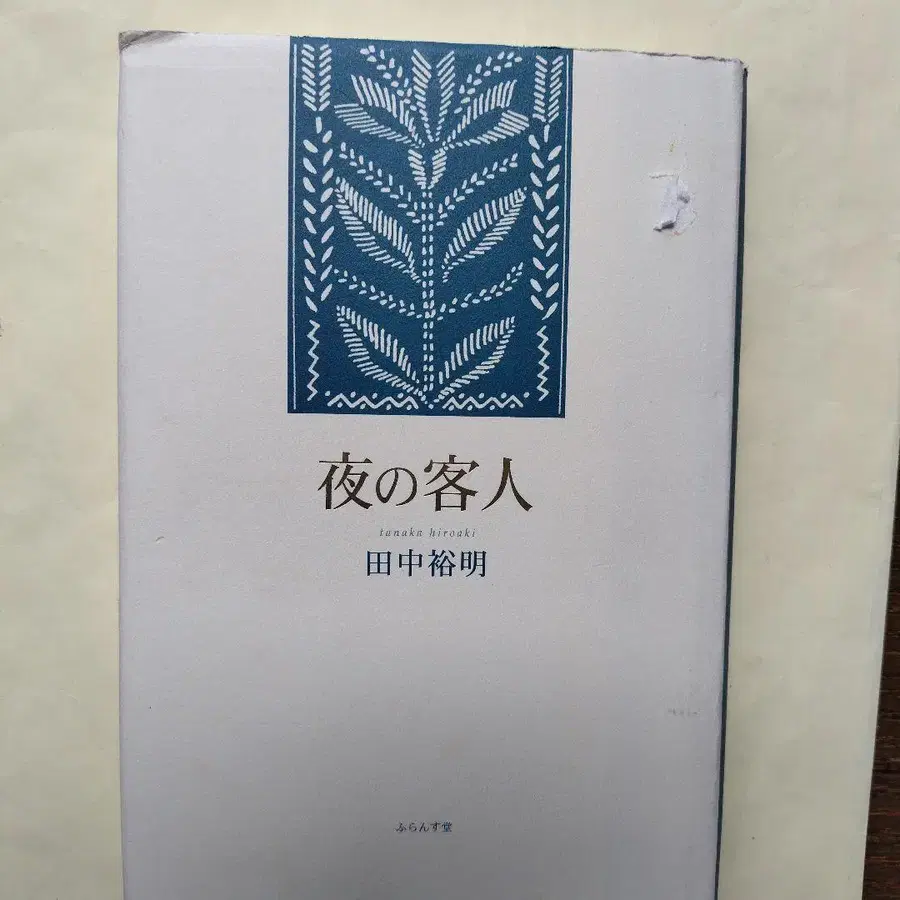 夜の客人
tanaka hiroaki
田中裕明
ふらんす堂